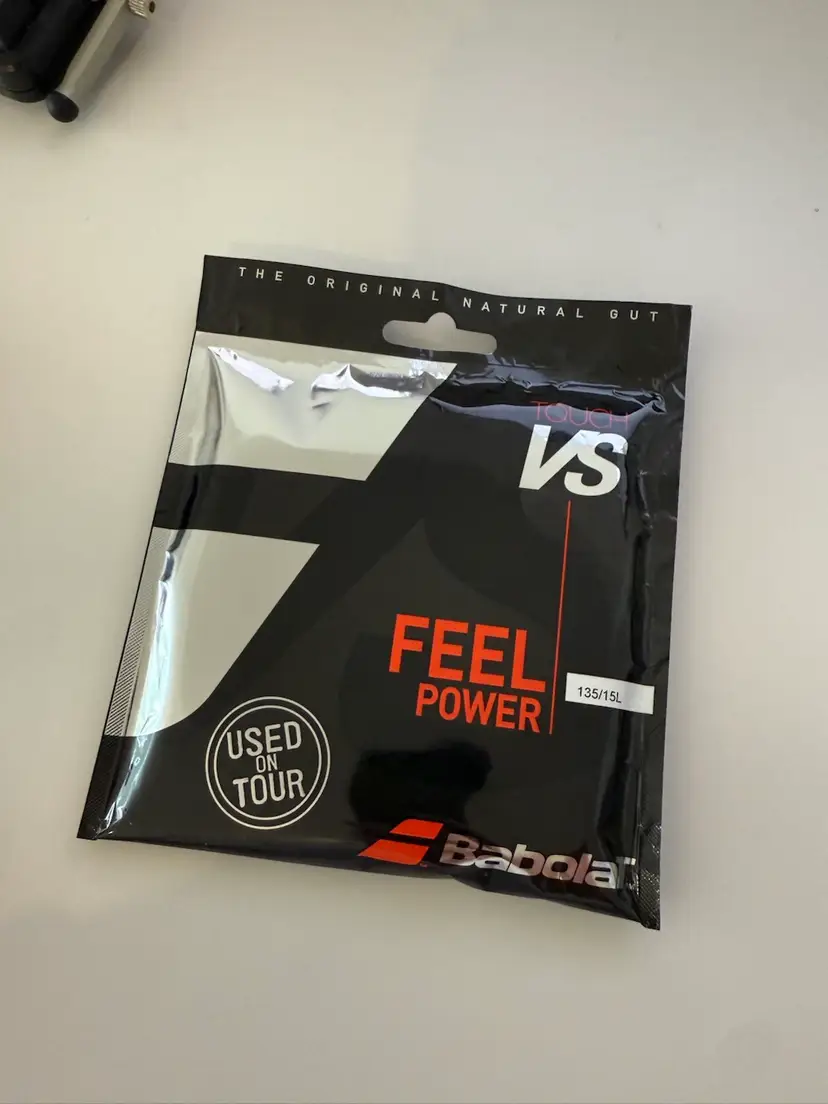 THE ORIGINAL NATURAL GUT
TOUCH
VS
FEEL
POWER
135/15L
USED
ON
TOUR
Babolat